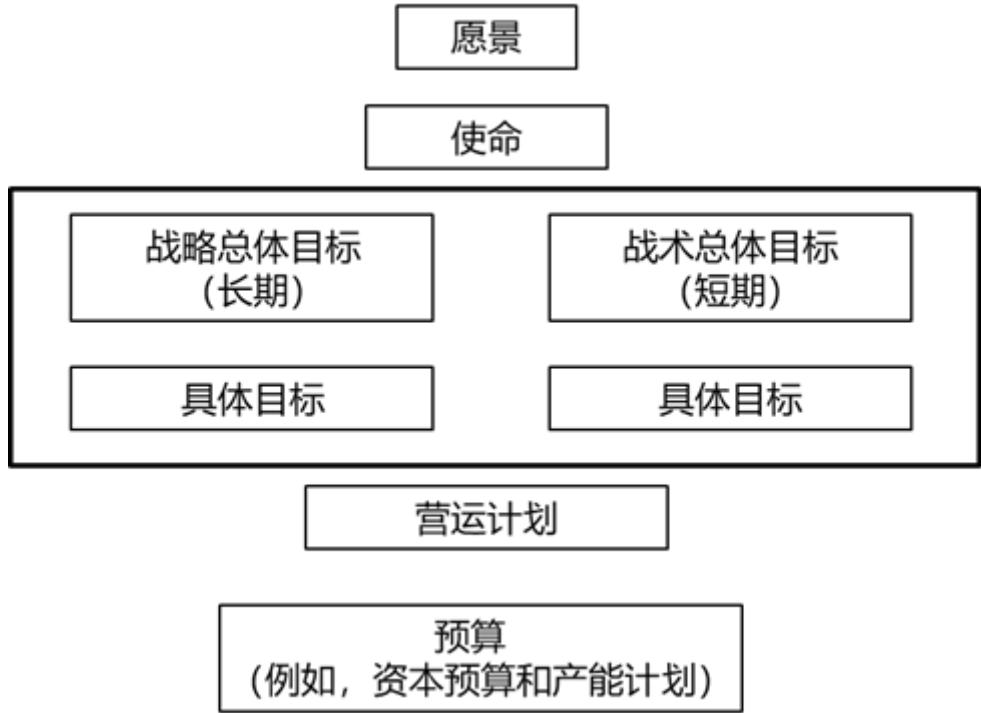 愿景
使命
战略总体目标
（长期）
战术总体目标
（短期）
具体目标
具体目标
营运计划
预算
（例如，资本预算和产能计划）